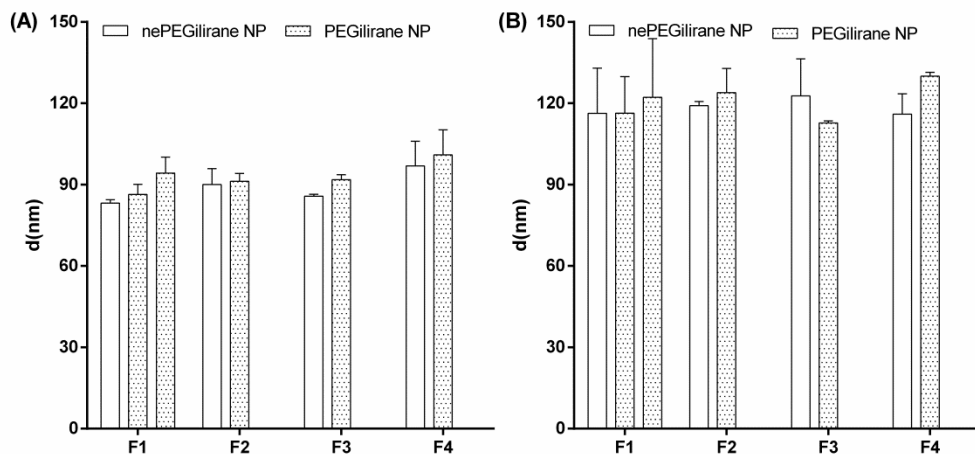 (A)
nePEGilirane NP
PEGilirane NP
150
120
90
60
30
0
d(nm)
F1
F2
F3
F4
(B)
nePEGilirane NP
PEGilirane NP
150
120
90
60
30
0
d(nm)
F1
F2
F3
F4